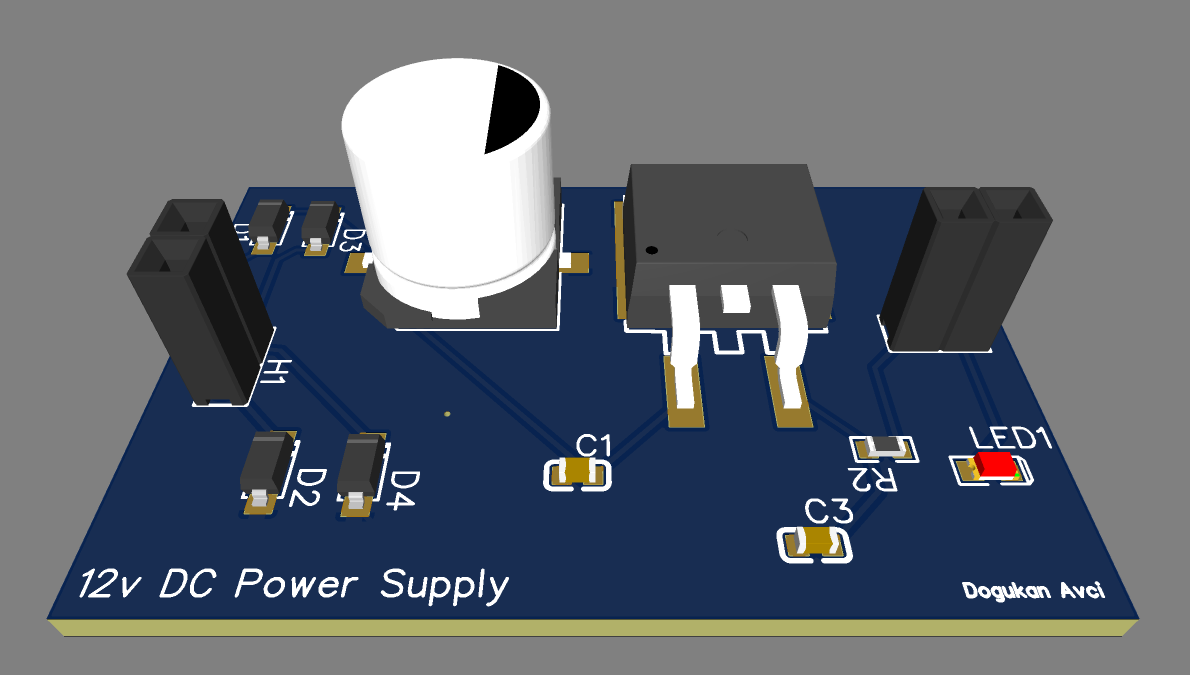 D1
D3
H1
D2
D4
C1
R2
LED1
C3
12v DC Power Supply
Dogukan Avci